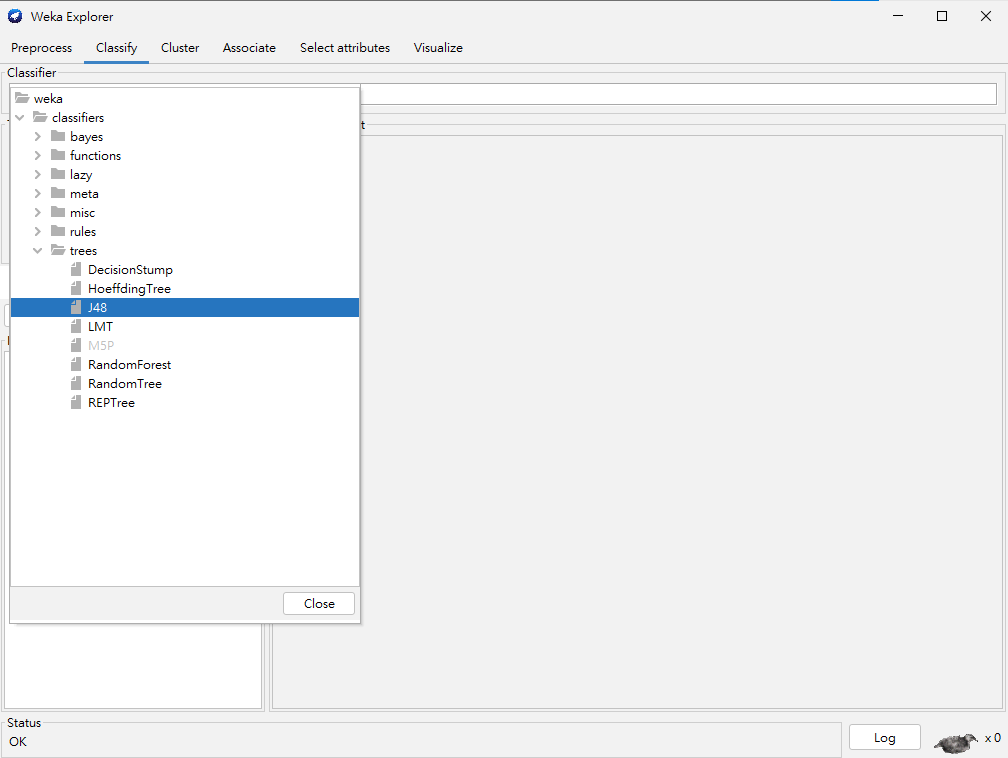 Weka Explorer
Preprocess Classify Cluster Associate Select attributes Visualize
Classifier
weka
classifiers
bayes
functions
lazy
meta
misc
rules
trees
DecisionStump
HoeffdingTree
J48
LMT
M5P
RandomForest
RandomTree
REPTree
Close
Status
OK
Log
x 0